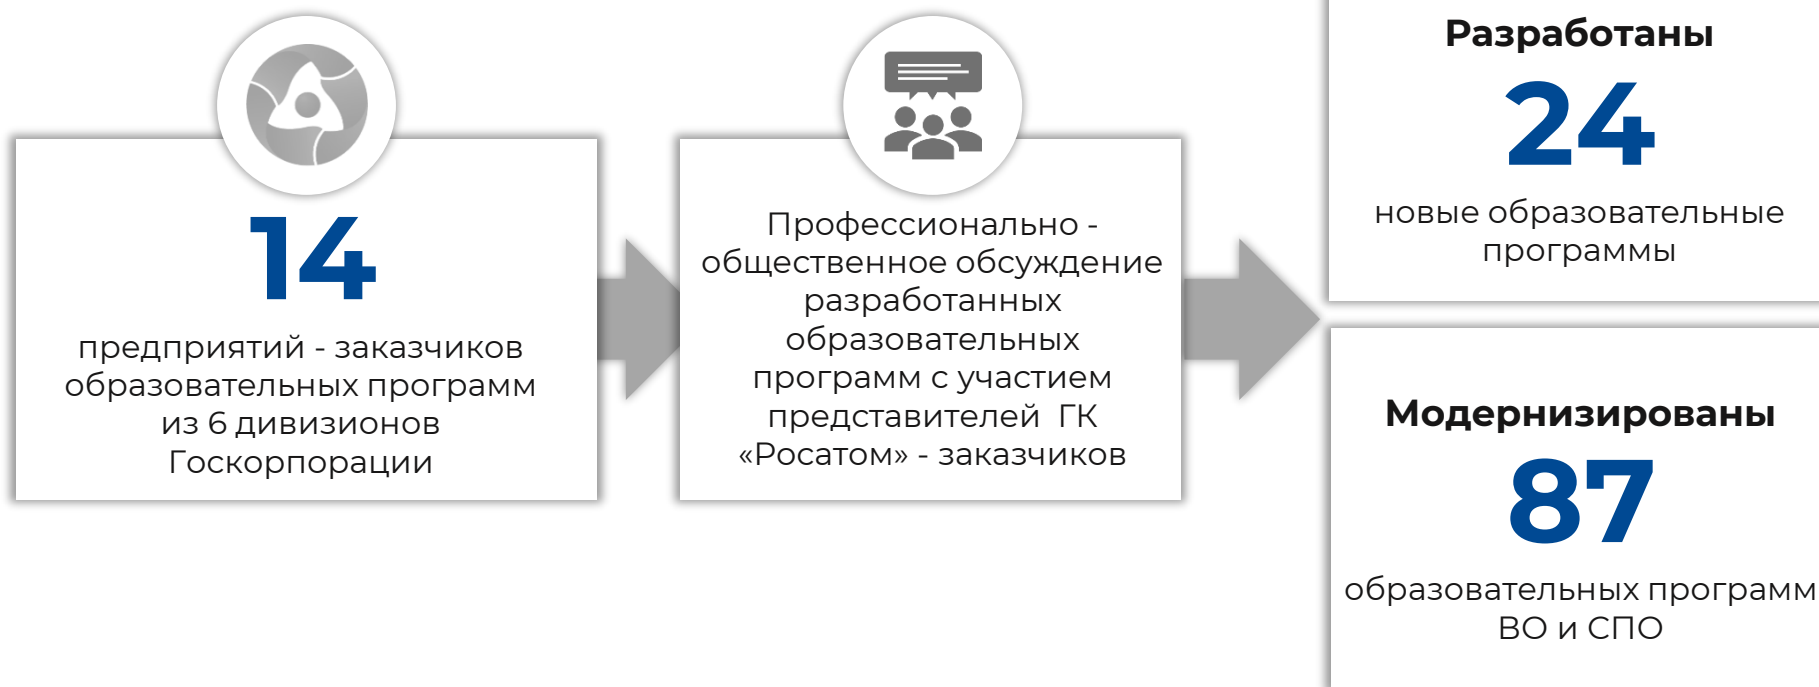 14
предприятий - заказчиков
образовательных программ
из 6 дивизионов
Госкорпорации
Профессионально -
общественное обсуждение
разработанных
образовательных
программ с участием
представителей ГК
«Росатом» - заказчиков
Разработаны
24
новые образовательные
программы
Модернизированы
87
образовательных программ
ВО и СПО